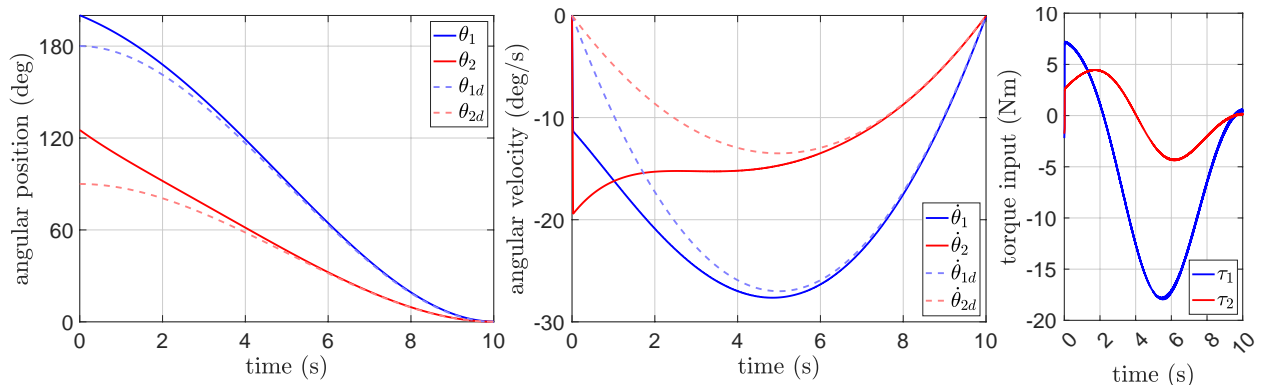 angular position (deg)
180
120
60
0
0 2 4 6 8 10
time (s)
θ1
θ2
θ1d
θ2d
angular velocity (deg/s)
0
-10
-20
-30
0 2 4 6 8 10
time (s)
θ̇1
θ̇2
θ̇1d
θ̇2d
torque input (Nm)
10
5
0
-5
-10
-15
-20
0 2 4 6 8 10
time (s)
τ1
τ2